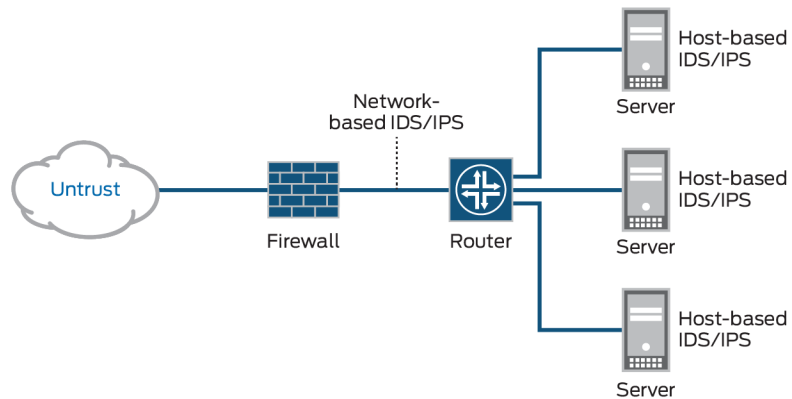 Untrust
Firewall
Network-
based IDS/IPS
Router
Host-based
IDS/IPS
Server
Host-based
IDS/IPS
Server
Host-based
IDS/IPS
Server